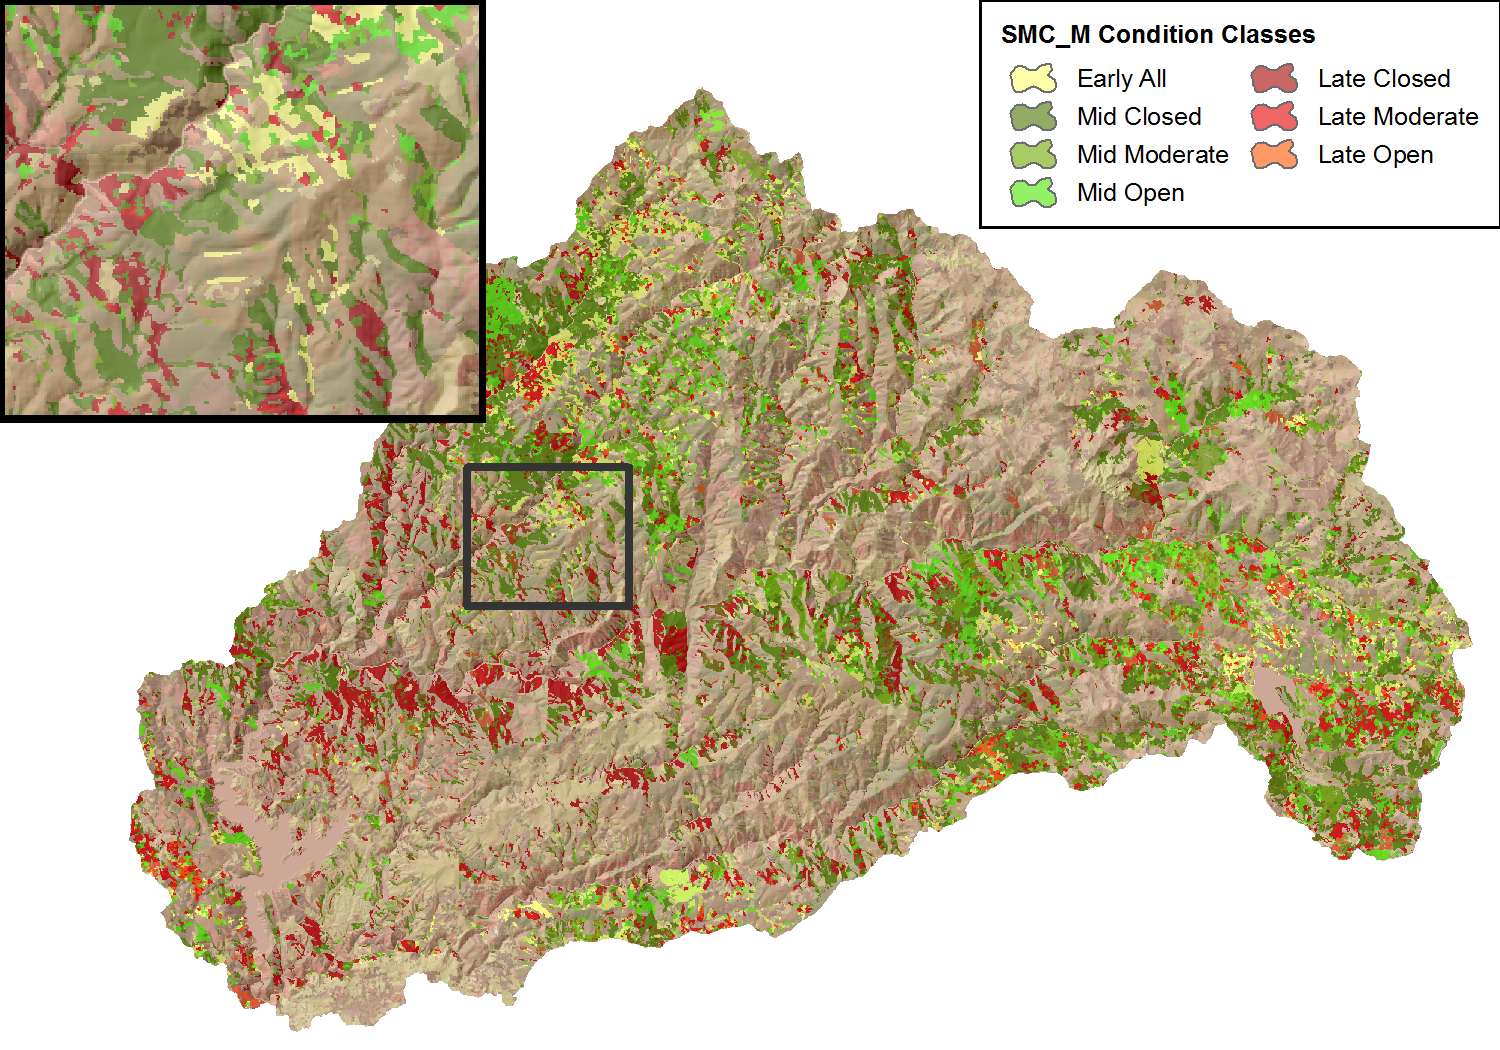 SMC_M Condition Classes
Early All
Mid Closed
Mid Moderate
Mid Open
Late Closed
Late Moderate
Late Open